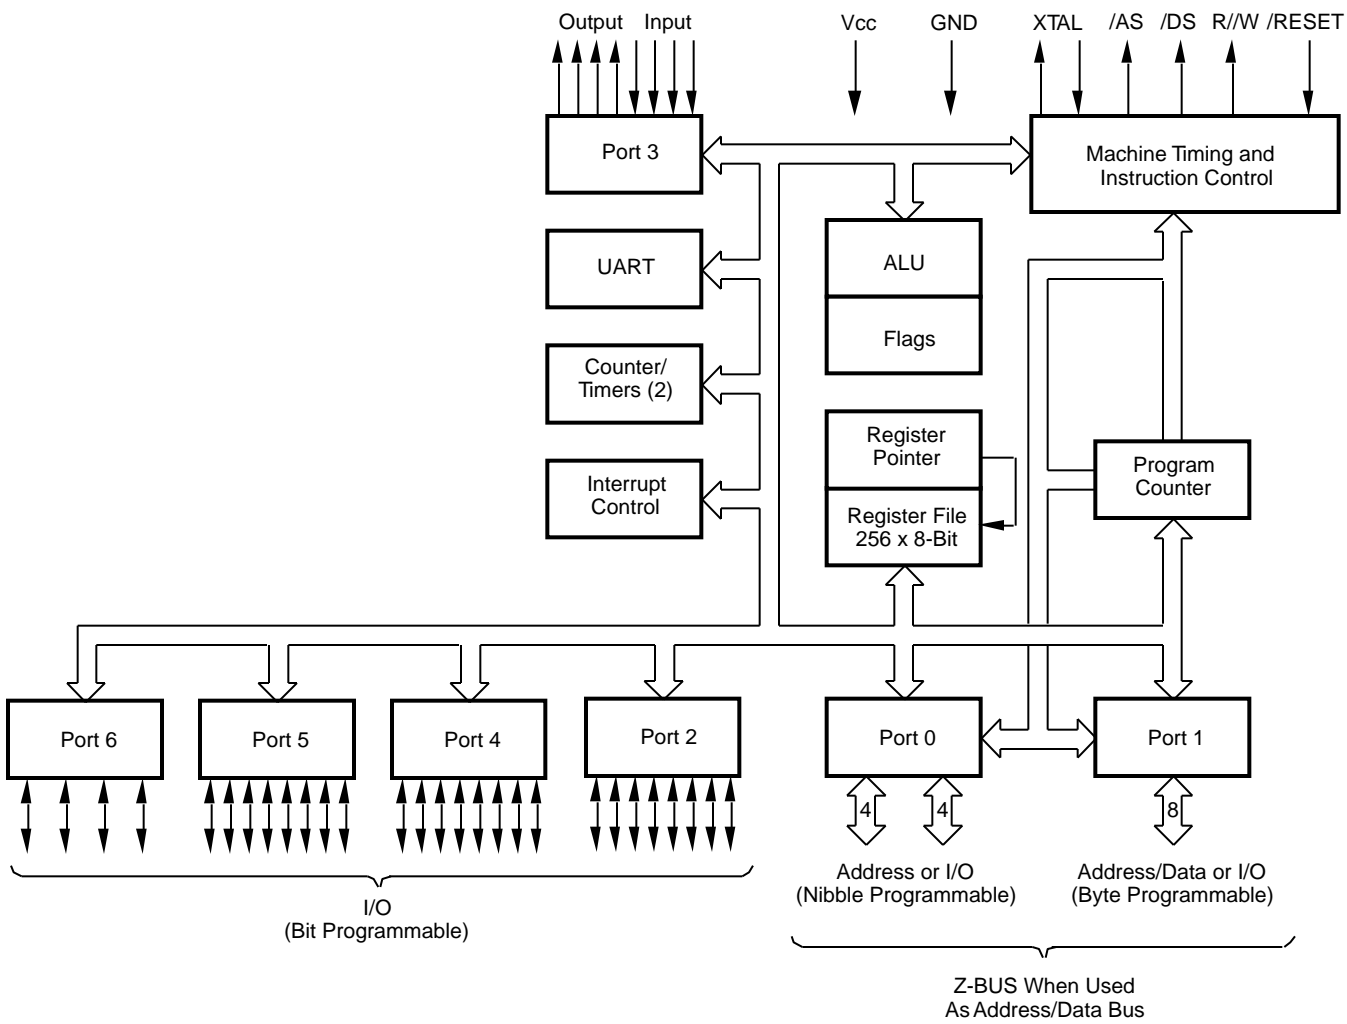 Output Input Vcc GND XTAL /AS /DS R//W /RESET
Port 3
Machine Timing and
Instruction Control
UART
ALU
Flags
Counter/
Timers (2)
Register
Pointer
Program
Counter
Interrupt
Control
Register File
256 x 8-Bit
Port 6
Port 5
Port 4
Port 2
Port 0
Port 1
4
4
8
Address or I/O
(Nibble Programmable)
Address/Data or I/O
(Byte Programmable)
I/O
(Bit Programmable)
Z-BUS When Used
As Address/Data Bus